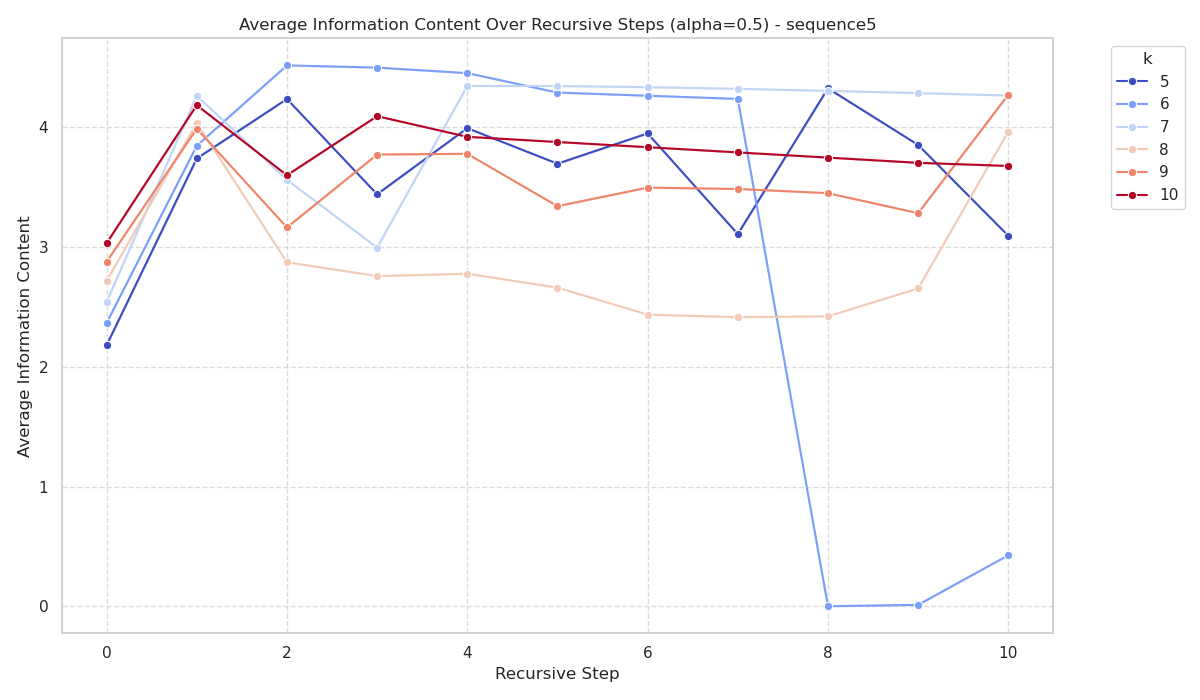 Average Information Content Over Recursive Steps (alpha=0.5) - sequence5
k
5
6
7
8
9
10
Average Information Content
4
3
2
1
0
0 2 4 6 8 10
Recursive Step